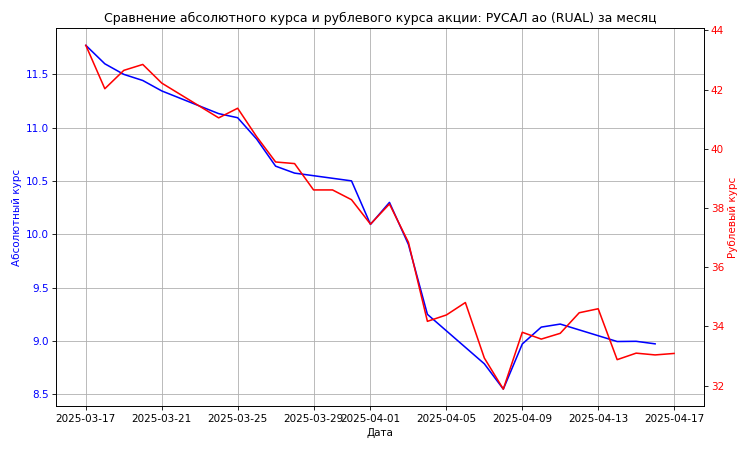 Сравнение абсолютного курса и рублевого курса акции: РУСАЛ ао (RUAL) за месяц
Абсолютный курс
11.5
11.0
10.5
10.0
9.5
9.0
8.5
44
42
40
38
36
34
32
Рублевый курс
2025-03-17 2025-03-21 2025-03-25 2025-03-29 2025-04-01 2025-04-05 2025-04-09 2025-04-13 2025-04-17
Дата